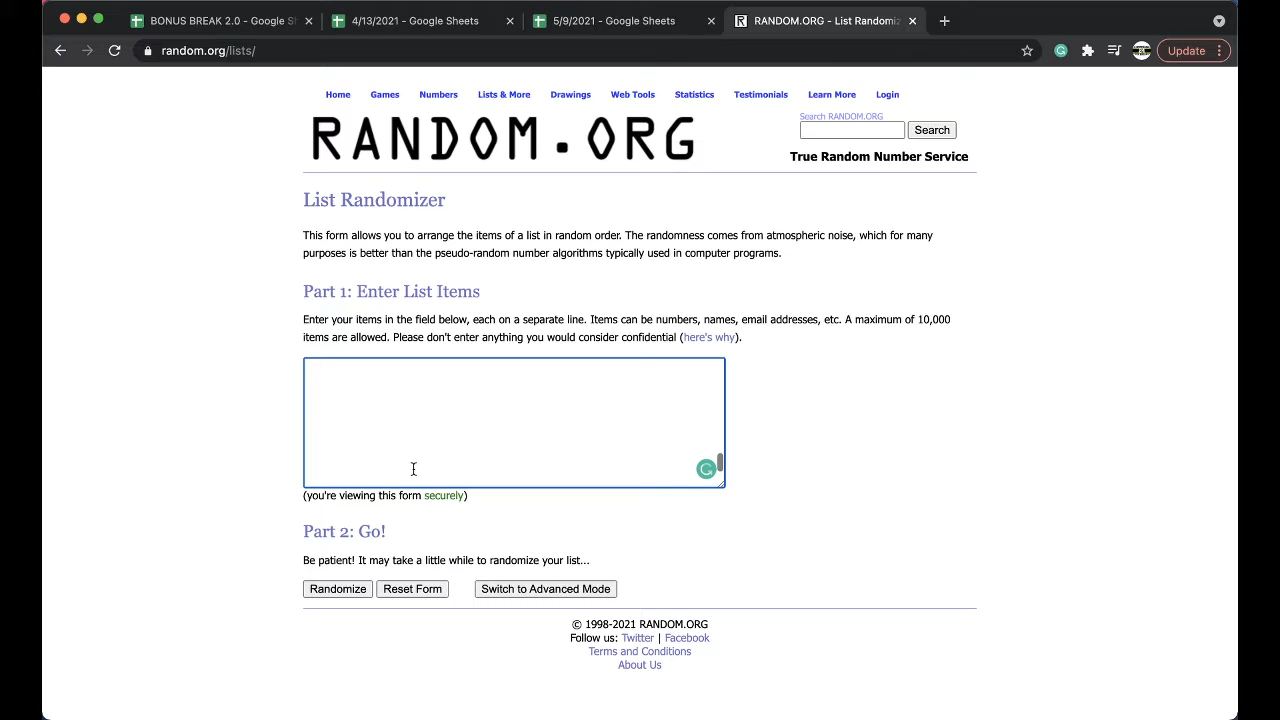 BONUS BREAK 2.0 - Google Sh
4/13/2021 - Google Sheets
5/9/2021 - Google Sheets
RANDOM.ORG - List Randomiz
random.org/lists/
Update
Home Games Numbers Lists & More Drawings Web Tools Statistics Testimonials Learn More Login
RANDOM.ORG
Search RANDOM.ORG
Search
True Random Number Service
List Randomizer
This form allows you to arrange the items of a list in random order. The randomness comes from atmospheric noise, which for many
purposes is better than the pseudo-random number algorithms typically used in computer programs.
Part 1: Enter List Items
Enter your items in the field below, each on a separate line. Items can be numbers, names, email addresses, etc. A maximum of 10,000
items are allowed. Please don't enter anything you would consider confidential (here's why).
(you're viewing this form securely)
Part 2: Go!
Be patient! It may take a little while to randomize your list...
Randomize Reset Form Switch to Advanced Mode
© 1998-2021 RANDOM.ORG
Follow us: Twitter | Facebook
Terms and Conditions
About Us